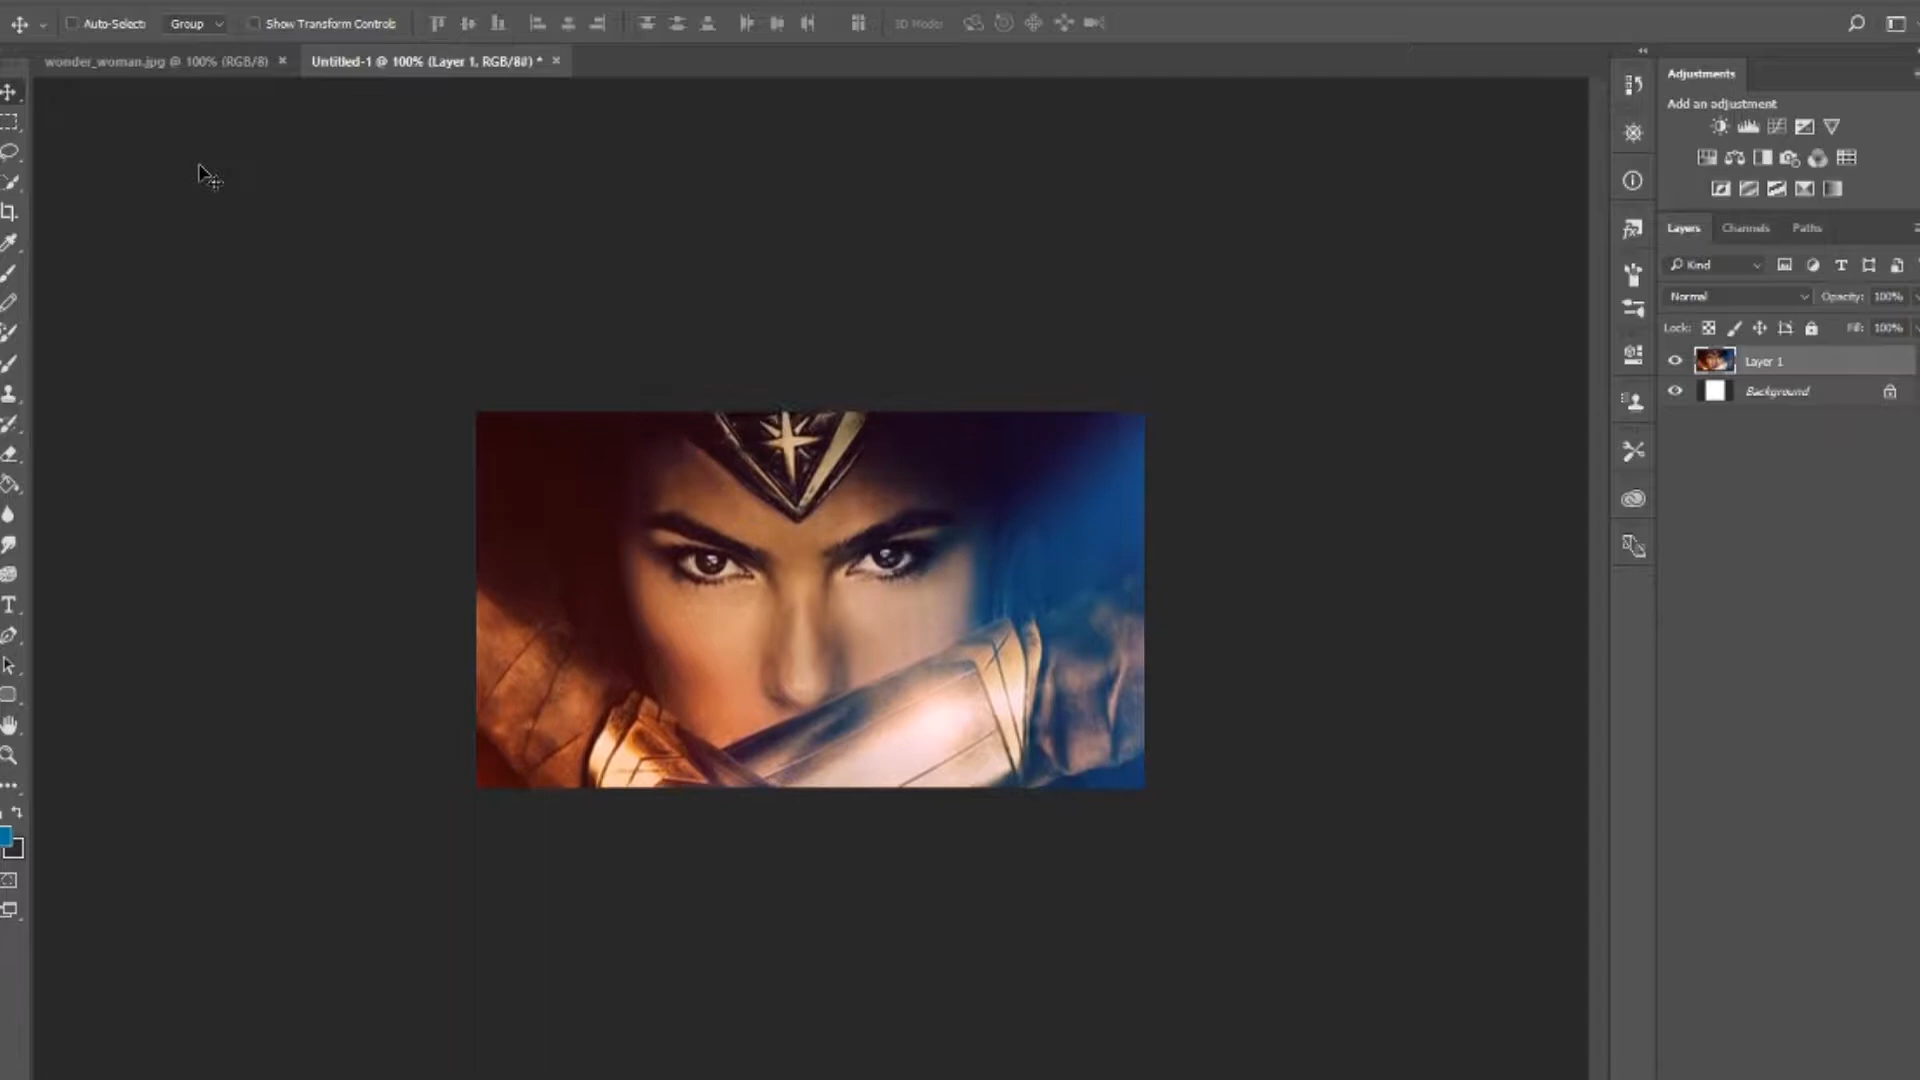 Auto-Select: Group Show Transform Controls 3D Mode:
wonder_woman.jpg @ 100% (RGB/8) × Untitled-1 @ 100% (Layer 1, RGB/8#) * ×
Adjustments
Add an adjustment
Layers Channels Paths
Kind
Normal Opacity: 100%
Lock: Fill: 100%
Layer 1
Background